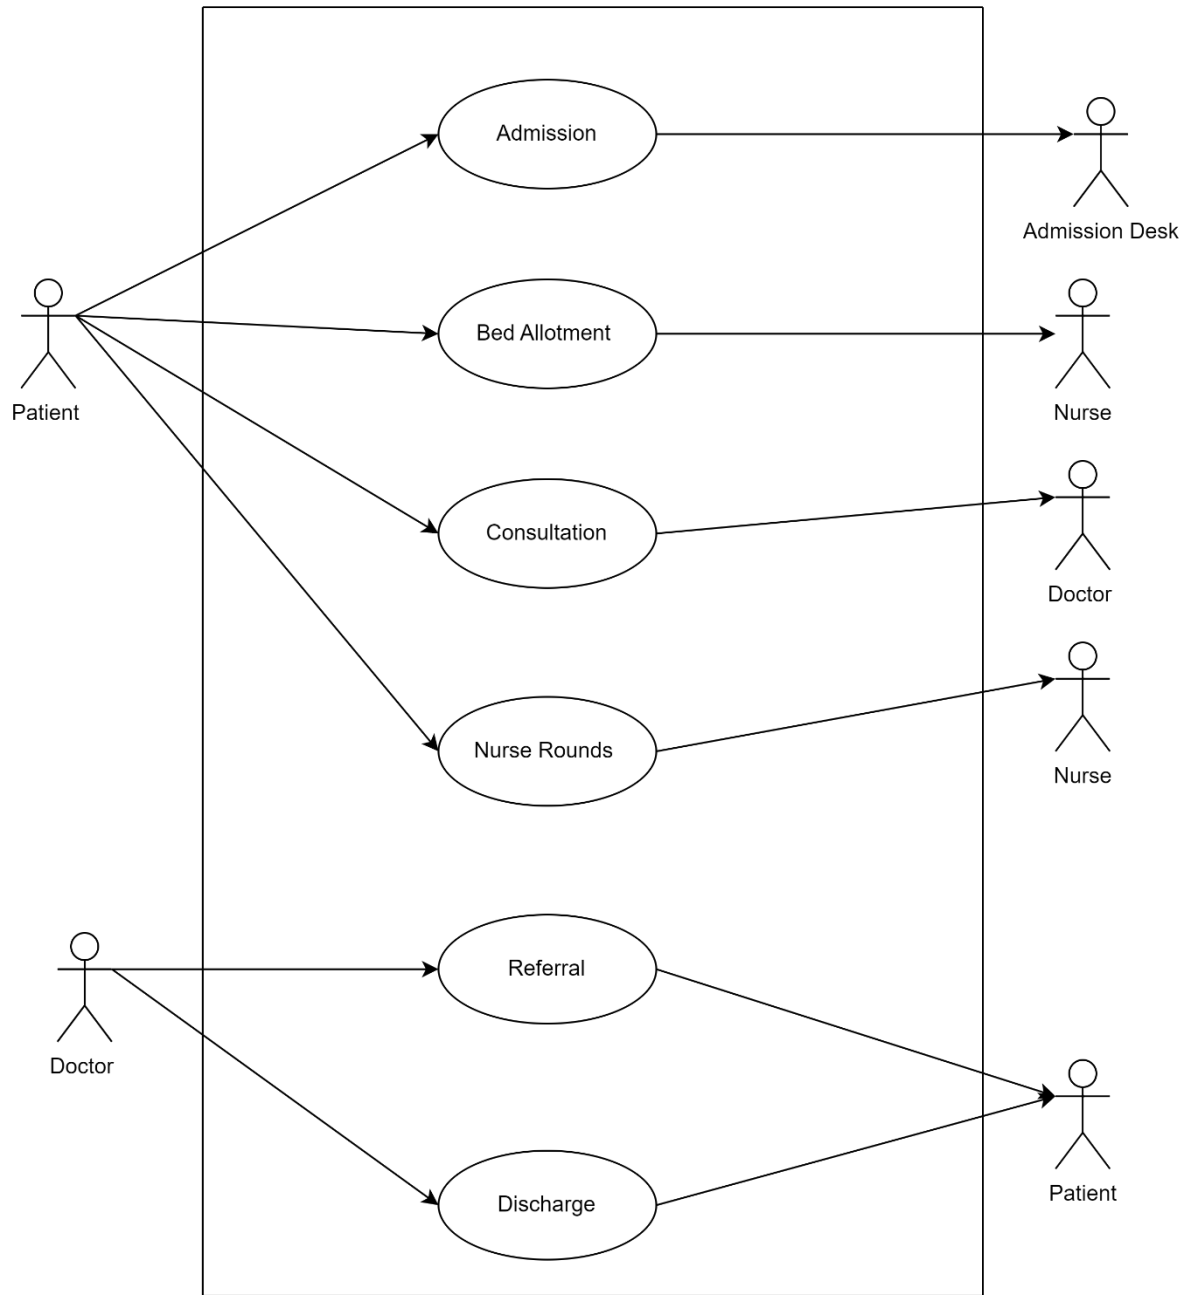 Admission
Admission Desk
Bed Allotment
Patient
Nurse
Consultation
Doctor
Nurse Rounds
Nurse
Referral
Doctor
Discharge
Patient